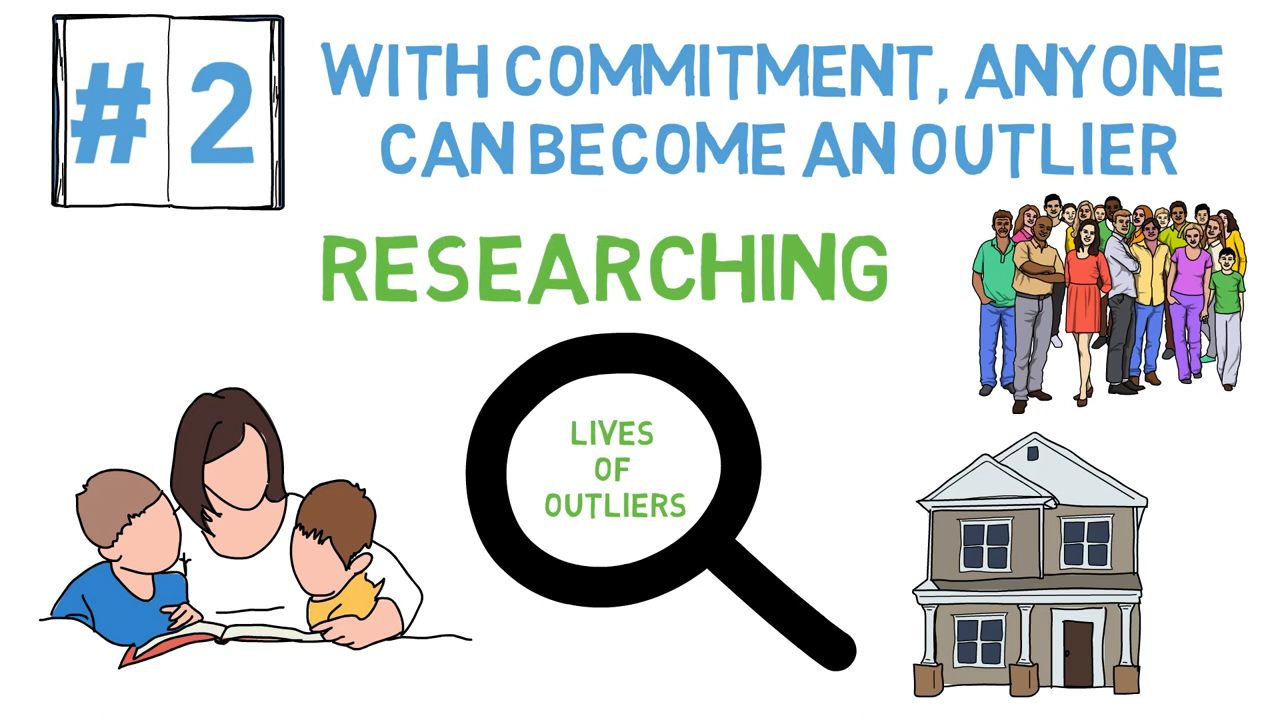 # 2
WITH COMMITMENT, ANYONE
CAN BECOME AN OUTLIER
RESEARCHING
LIVES
OF
OUTLIERS